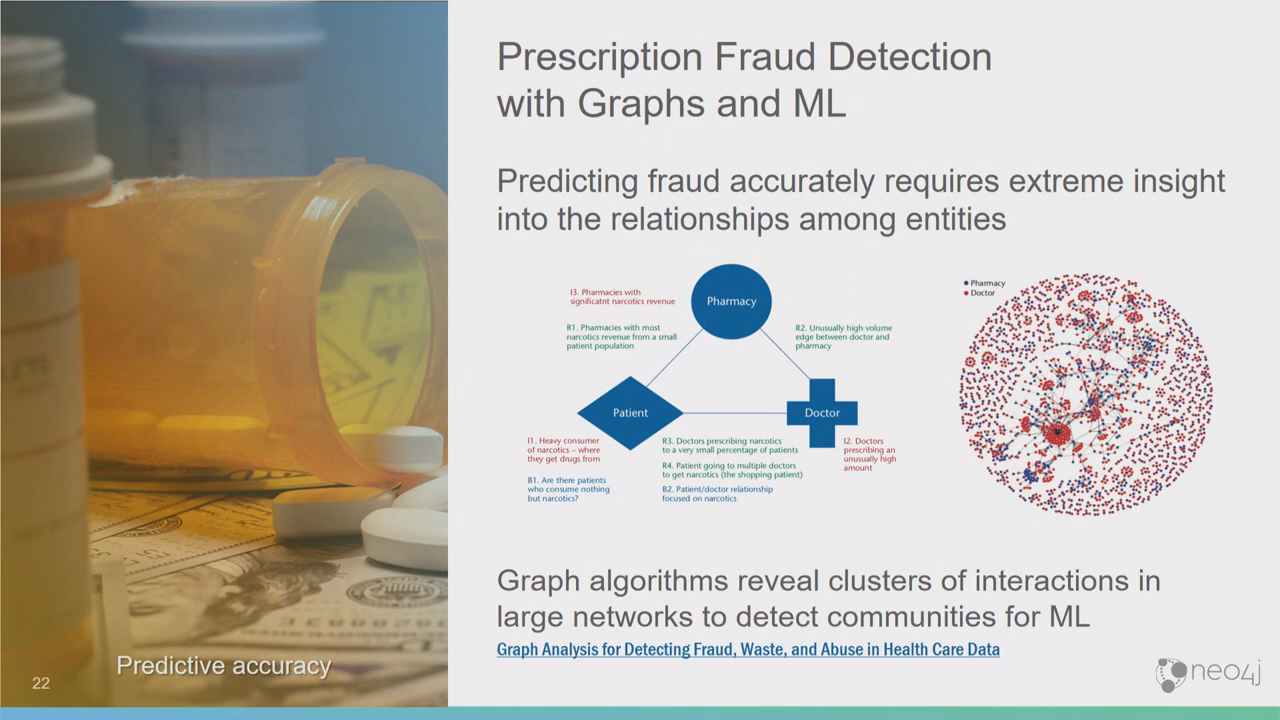 Prescription Fraud Detection
with Graphs and ML
Predicting fraud accurately requires extreme insight
into the relationships among entities
I3. Pharmacies with
significatnt narcotics revenue
Pharmacy
R1. Pharmacies with most
narcotics revenue from a small
patient population
R2. Unusually high volume
edge between doctor and
pharmacy
Patient
Doctor
I1. Heavy consumer
of narcotics – where
they get drugs from
B1. Are there patients
who consume nothing
but narcotics?
R3. Doctors prescribing narcotics
to a very small percentage of patients
R4. Patient going to multiple doctors
to get narcotics (the shopping patient)
B2. Patient/doctor relationship
focused on narcotics
I2. Doctors
prescribing an
unusually high
amount
Pharmacy
Doctor
Graph algorithms reveal clusters of interactions in
large networks to detect communities for ML
Graph Analysis for Detecting Fraud, Waste, and Abuse in Health Care Data
Predictive accuracy
22
neo4j